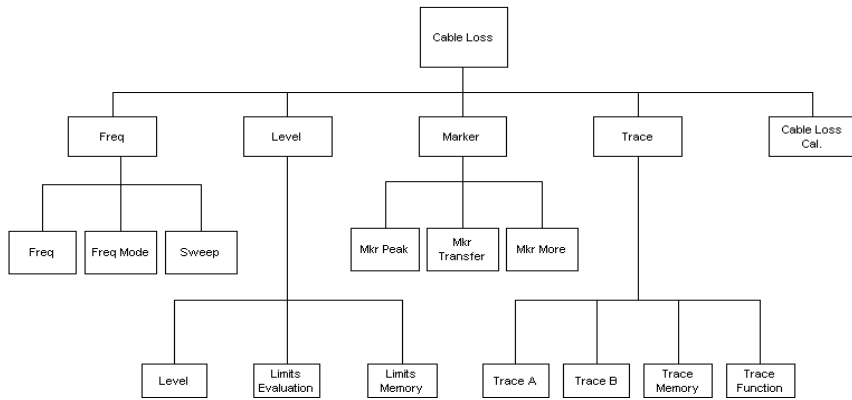 Cable Loss
Freq
Level
Marker
Trace
Cable Loss
Cal.
Freq
Freq Mode
Sweep
Mkr Peak
Mkr
Transfer
Mkr More
Level
Limits
Evaluation
Limits
Memory
Trace A
Trace B
Trace
Memory
Trace
Function